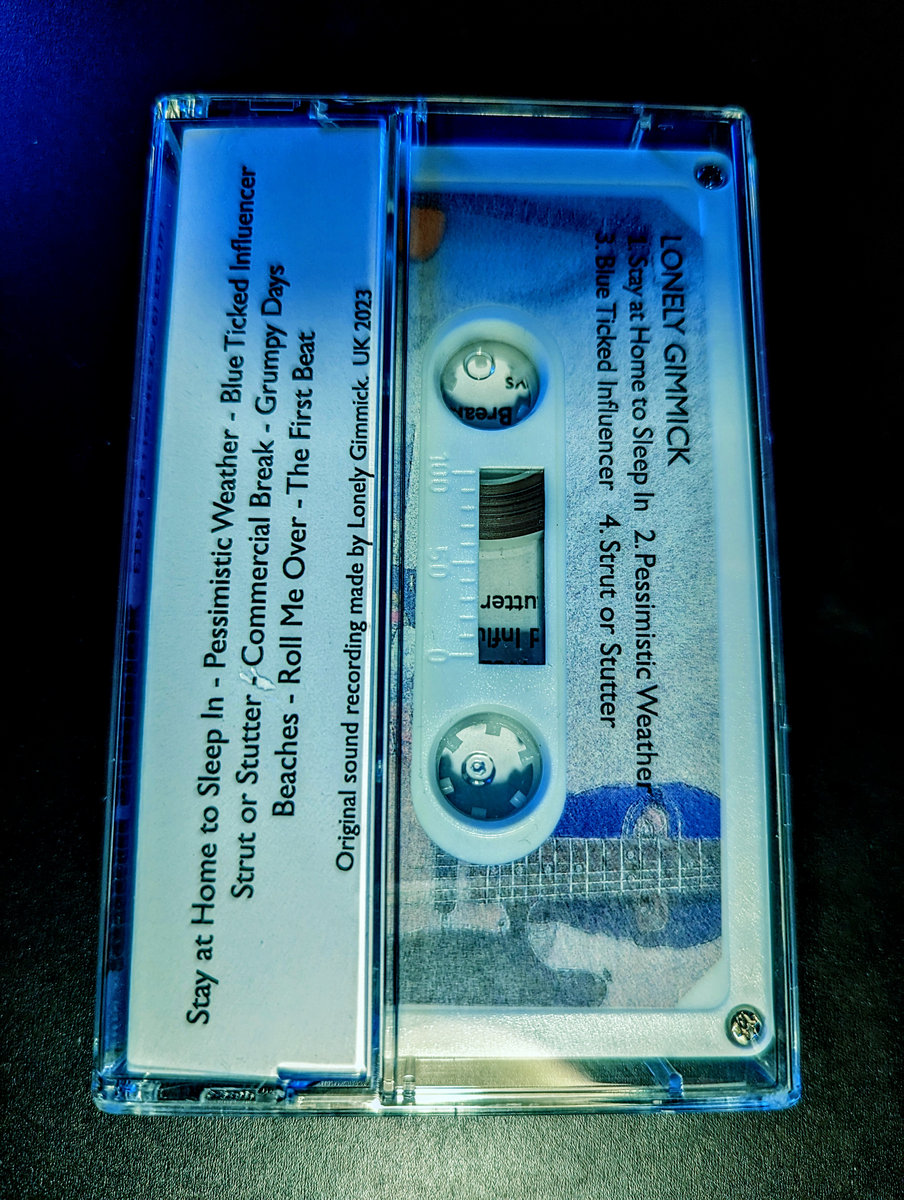 Stay at Home to Sleep In - Pessimistic Weather - Blue Ticked Influencer
Strut or Stutter - Commercial Break - Grumpy Days
Beaches - Roll Me Over - The First Beat
Original sound recording made by Lonely Gimmick. UK 2023
LONELY GIMMICK
1. Stay at Home to Sleep In 2. Pessimistic Weather
3. Blue Ticked Influencer 4. Strut or Stutter
100
50
0